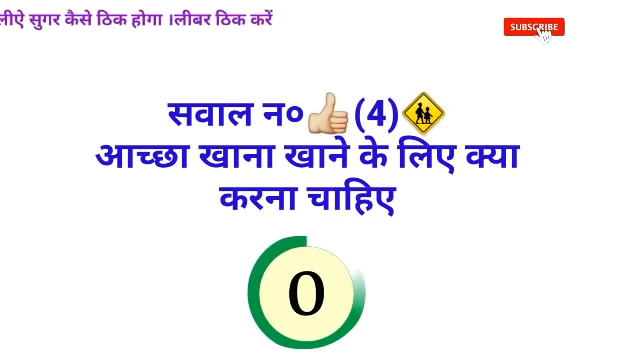 लीऐ सुगर कैसे ठिक होगा ।लीबर ठिक करें
SUBSCRIBE
सवाल न०👍(4)🚸
आच्छा खाना खाने के लिए क्या
करना चाहिए
0